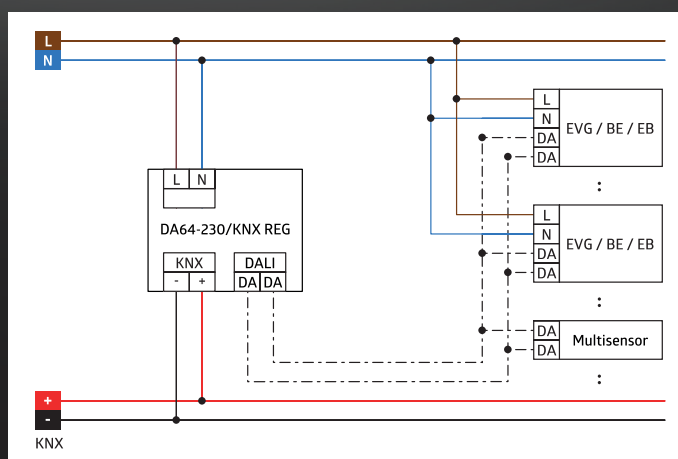 L
N
L
N
DA
DA
EVG / BE / EB
:
L N
DA64-230/KNX REG
KNX
- +
DALI
DA DA
L
N
DA
DA
EVG / BE / EB
:
DA
DA
Multisensor
:
+
-
KNX